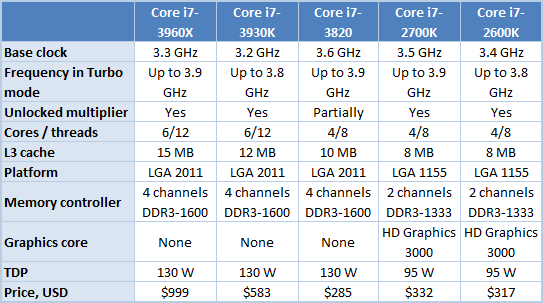 Core i7-3960X Core i7-3930K Core i7-3820 Core i7-2700K Core i7-2600K
Base clock 3.3 GHz 3.2 GHz 3.6 GHz 3.5 GHz 3.4 GHz
Frequency in Turbo mode Up to 3.9 GHz Up to 3.8 GHz Up to 3.9 GHz Up to 3.9 GHz Up to 3.8 GHz
Unlocked multiplier Yes Yes Partially Yes Yes
Cores / threads 6/12 6/12 4/8 4/8 4/8
L3 cache 15 MB 12 MB 10 MB 8 MB 8 MB
Platform LGA 2011 LGA 2011 LGA 2011 LGA 1155 LGA 1155
Memory controller 4 channels DDR3-1600 4 channels DDR3-1600 4 channels DDR3-1600 2 channels DDR3-1333 2 channels DDR3-1333
Graphics core None None None HD Graphics 3000 HD Graphics 3000
TDP 130 W 130 W 130 W 95 W 95 W
Price, USD $999 $583 $285 $332 $317